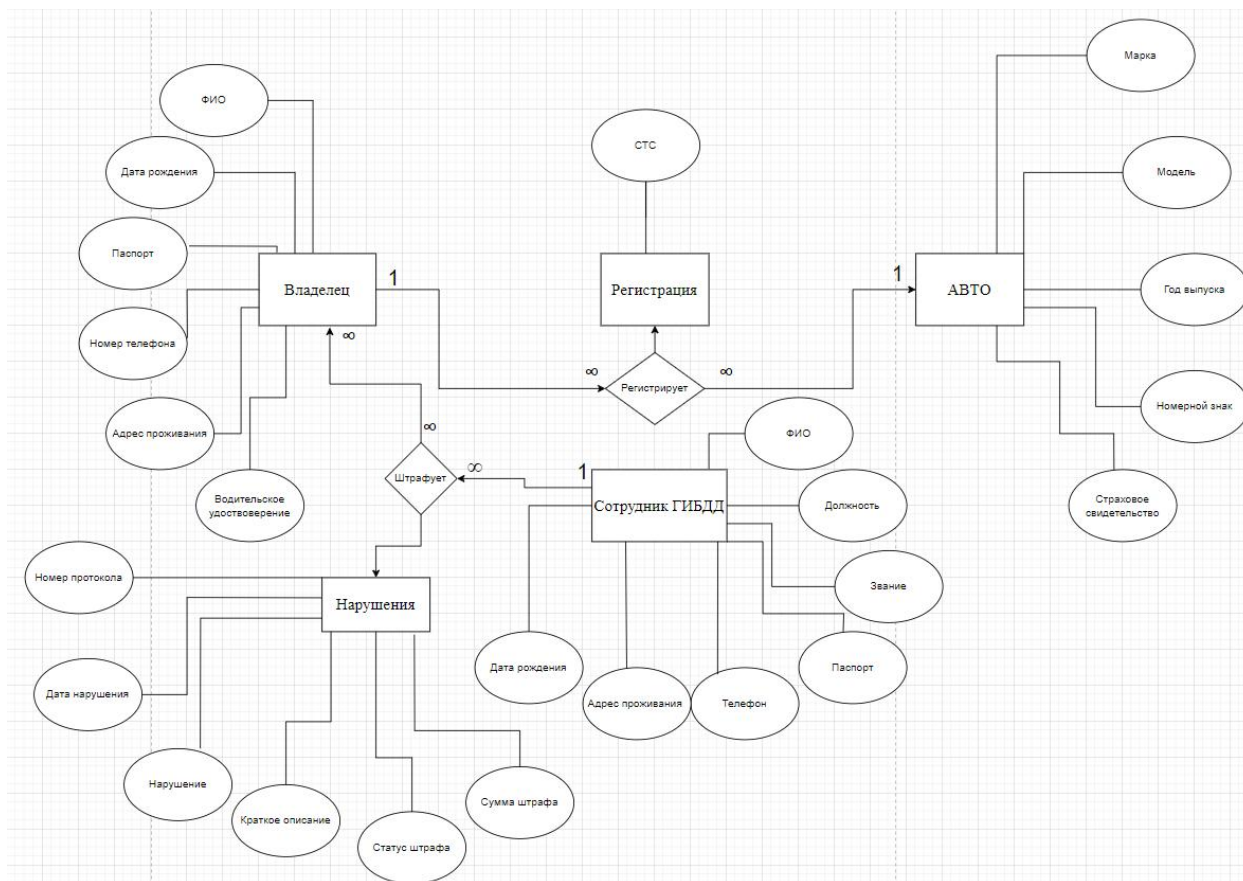 Марка
ФИО
СТС
Дата рождения
Модель
Паспорт
1
1
Владелец
Регистрация
АВТО
Год выпуска
Номер телефона
∞
∞
∞
Регистрирует
Номерной знак
Адрес проживания
∞
ФИО
Штрафует
∞
1
Водительское
удоствоверение
Сотрудник ГИБДД
Должность
Страховое
свидетельство
Номер протокола
Звание
Нарушения
Дата рождения
Паспорт
Дата нарушения
Адрес проживания
Телефон
Нарушение
Сумма штрафа
Краткое описание
Статус штрафа